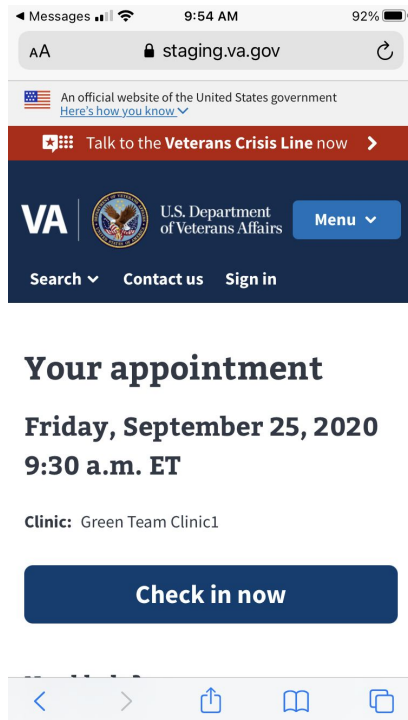 Messages 9:54 AM 92%
AA staging.va.gov
An official website of the United States government
Here's how you know
Talk to the Veterans Crisis Line now
VA U.S. Department
of Veterans Affairs
Menu
Search Contact us Sign in
Your appointment
Friday, September 25, 2020
9:30 a.m. ET
Clinic: Green Team Clinic1
Check in now